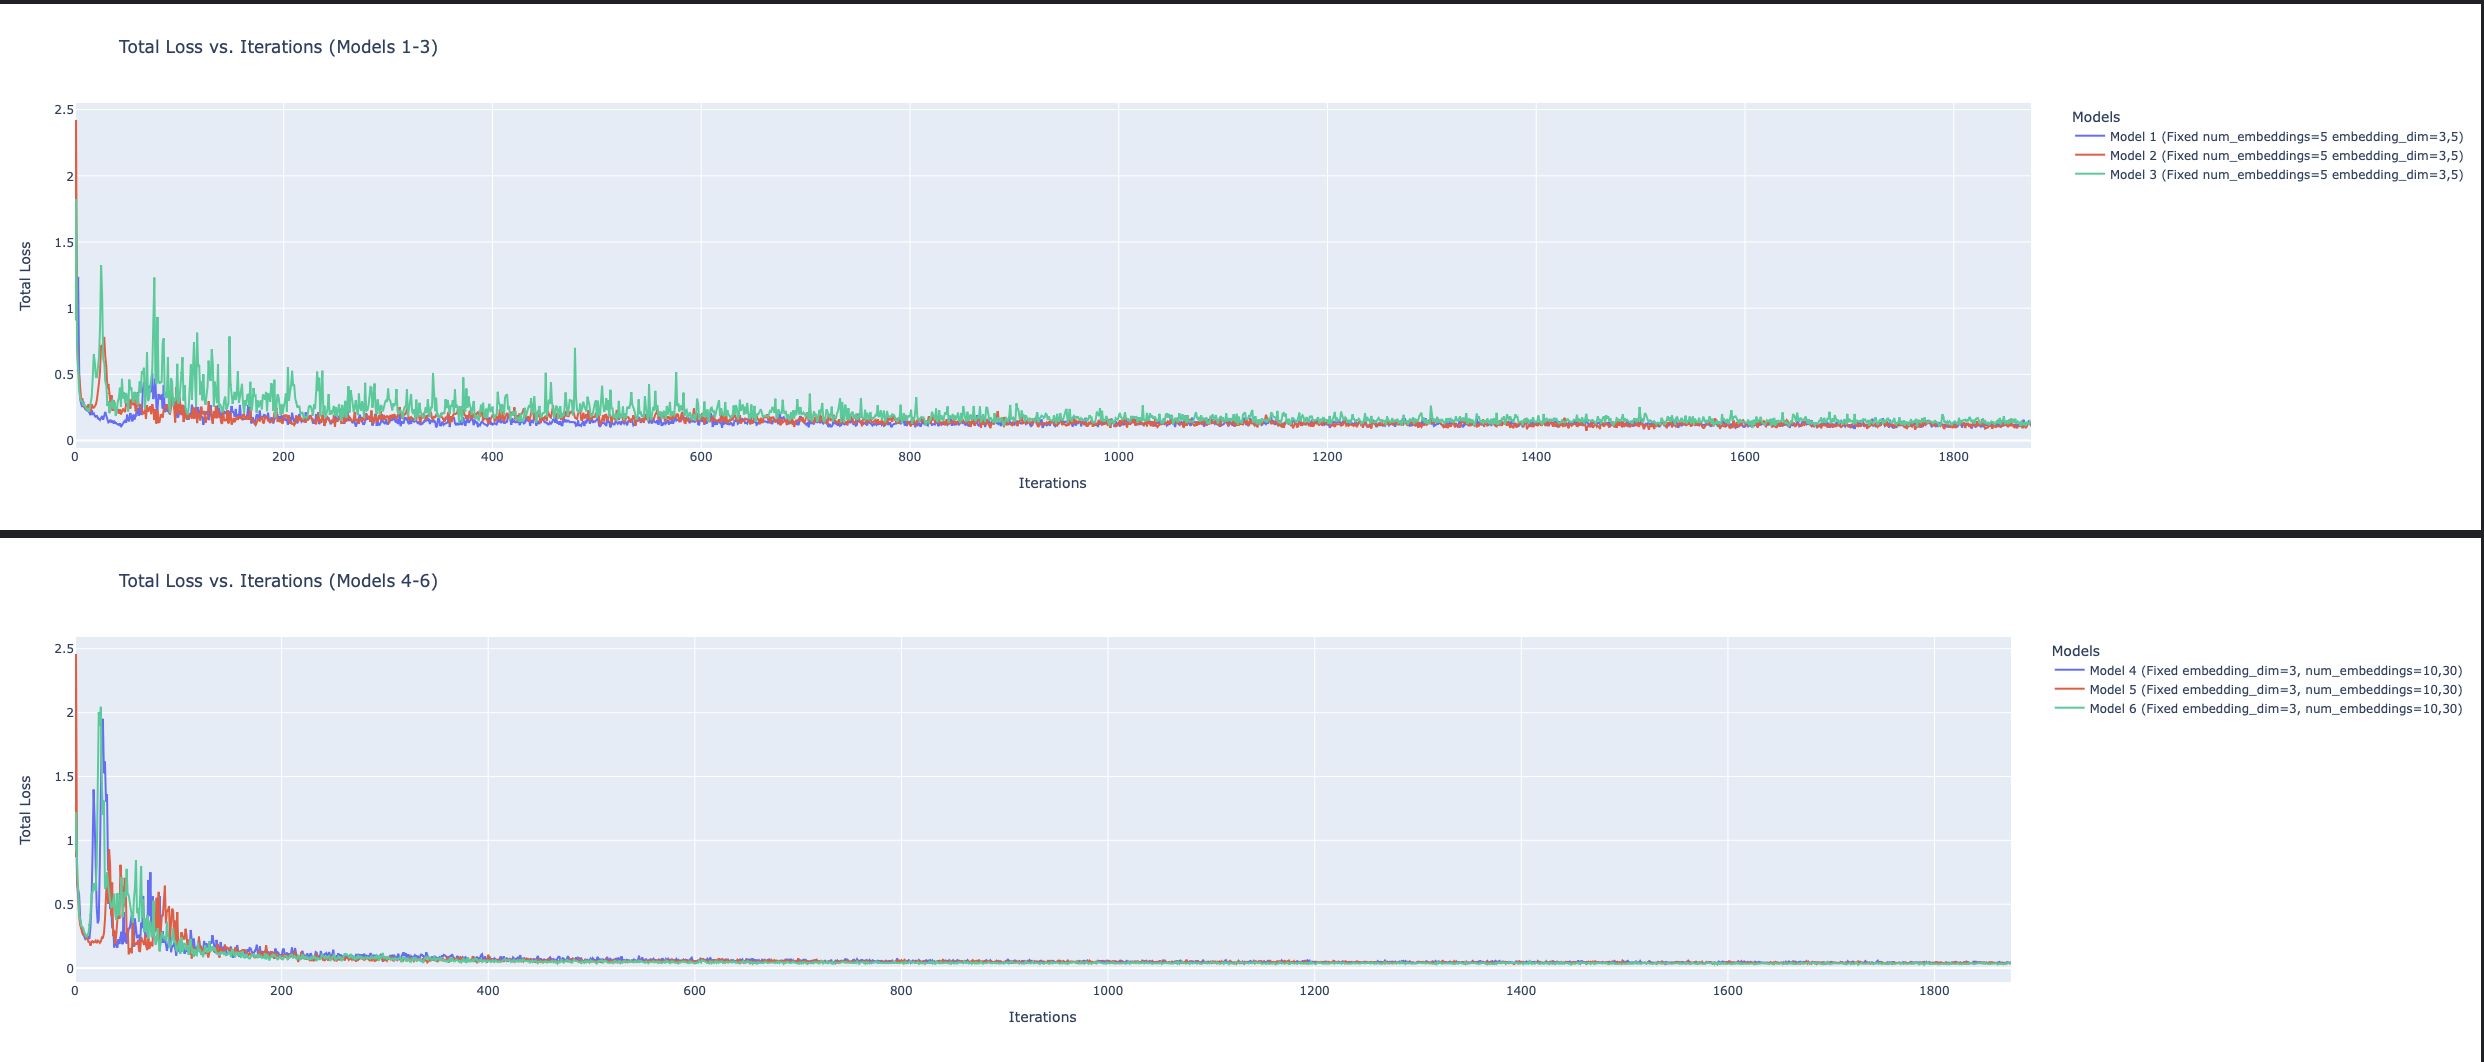 Total Loss vs. Iterations (Models 1-3)
2.5
2
1.5
1
0.5
0
Total Loss
0 200 400 600 800 1000 1200 1400 1600 1800
Iterations
Models
Model 1 (Fixed num_embeddings=5 embedding_dim=3,5)
Model 2 (Fixed num_embeddings=5 embedding_dim=3,5)
Model 3 (Fixed num_embeddings=5 embedding_dim=3,5)
Total Loss vs. Iterations (Models 4-6)
2.5
2
1.5
1
0.5
0
Total Loss
0 200 400 600 800 1000 1200 1400 1600 1800
Iterations
Models
Model 4 (Fixed embedding_dim=3, num_embeddings=10,30)
Model 5 (Fixed embedding_dim=3, num_embeddings=10,30)
Model 6 (Fixed embedding_dim=3, num_embeddings=10,30)